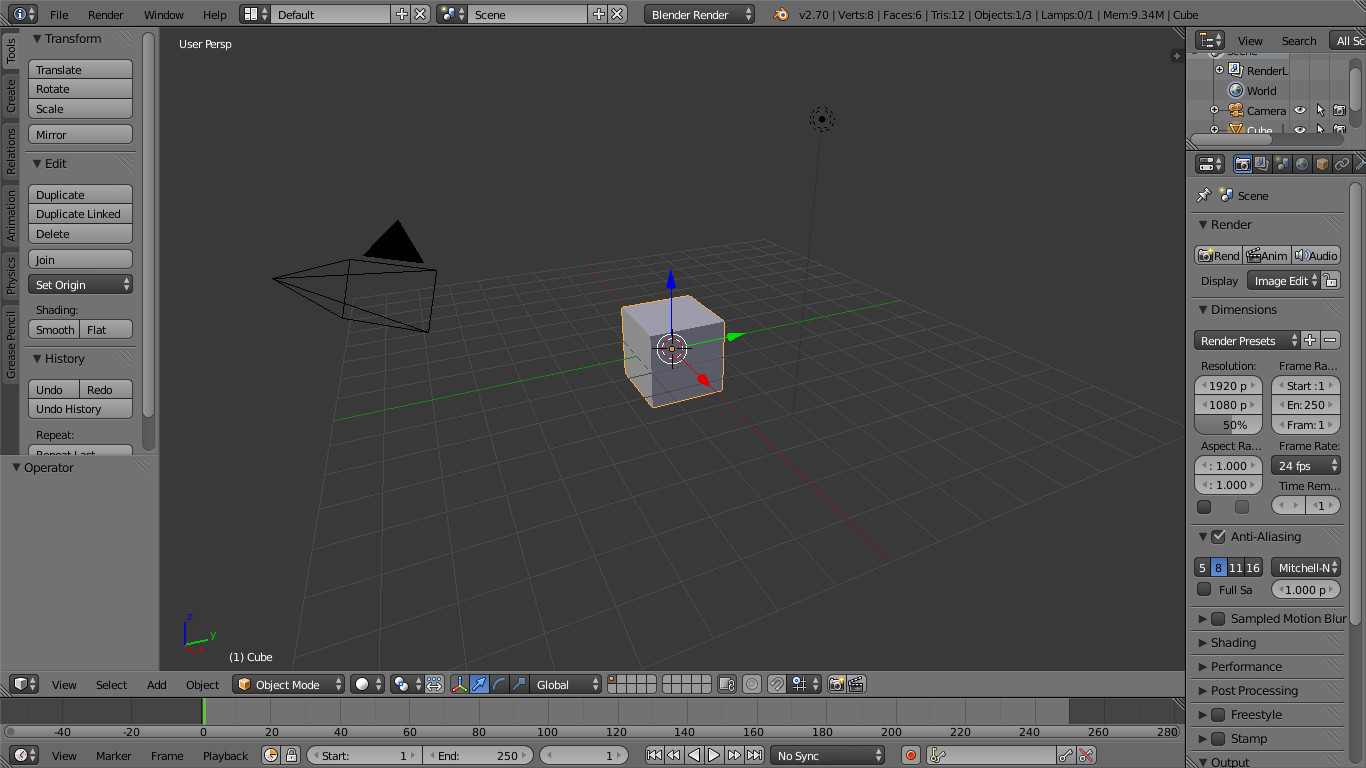 File Render Window Help Default Scene Blender Render v2.70 | Verts:8 | Faces:6 | Tris:12 | Objects:1/3 | Lamps:0/1 | Mem:9.34M | Cube
Tools
Create
Relations
Animation
Physics
Grease Pencil
Transform
Translate
Rotate
Scale
Mirror
Edit
Duplicate
Duplicate Linked
Delete
Join
Set Origin
Shading:
Smooth Flat
History
Undo Redo
Undo History
Repeat:
Repeat Last
Operator
User Persp
z
y
x
(1) Cube
View Select Add Object Object Mode Global
-40 -20 0 20 40 60 80 100 120 140 160 180 200 220 240 260 280
View Marker Frame Playback Start: 1 End: 250 1 No Sync
View Search All Sc
Scene
RenderL
World
Camera
Cube
Scene
Render
Rend Anim Audio
Display Image Edit
Dimensions
Render Presets
Resolution: Frame Ra...
1920 p Start :1
1080 p En: 250
50% Fram: 1
Aspect Ra... Frame Rate:
: 1.000 24 fps
: 1.000 Time Rem...
1
Anti-Aliasing
5 8 11 16 Mitchell-N
Full Sa 1.000 p
Sampled Motion Blur
Shading
Performance
Post Processing
Freestyle
Stamp
Output